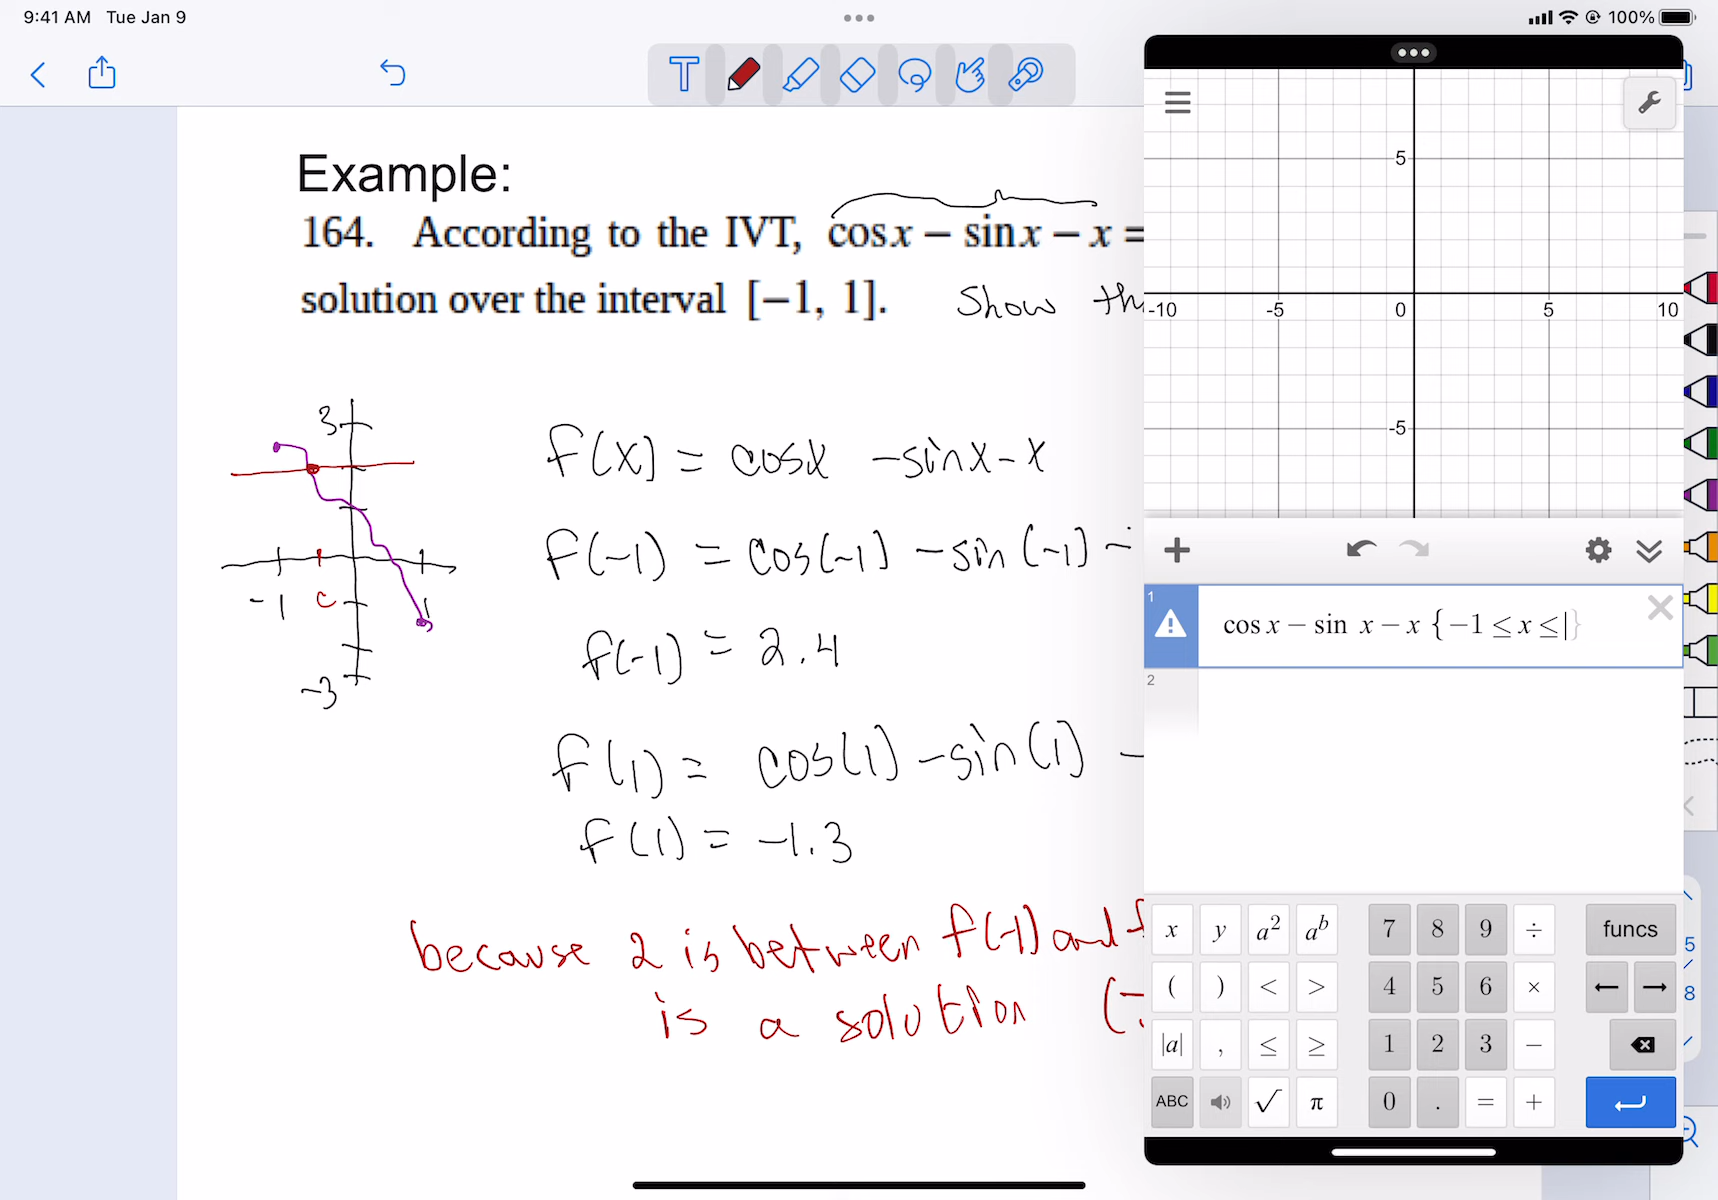 9:41 AM Tue Jan 9
100%
Example:
164. According to the IVT, cos x − sin x − x =
solution over the interval [−1, 1]. Show th
3
-1 c 1
-3
f(x) = cosx -sinx-x
f(-1) = cos(-1) -sin(-1) -
f(-1) = 2.4
f(1) = cos(1) -sin(1) -
f(1) = -1.3
because 2 is between f(-1) and f
is a solution (-
5
-10 -5 0 5 10
-5
1
cos x − sin x − x {−1 ≤ x ≤ }
2
x y a² aᵇ 7 8 9 ÷ funcs
( ) < > 4 5 6 × ← →
|a| , ≤ ≥ 1 2 3 −
ABC √ π 0 . = +
5
8